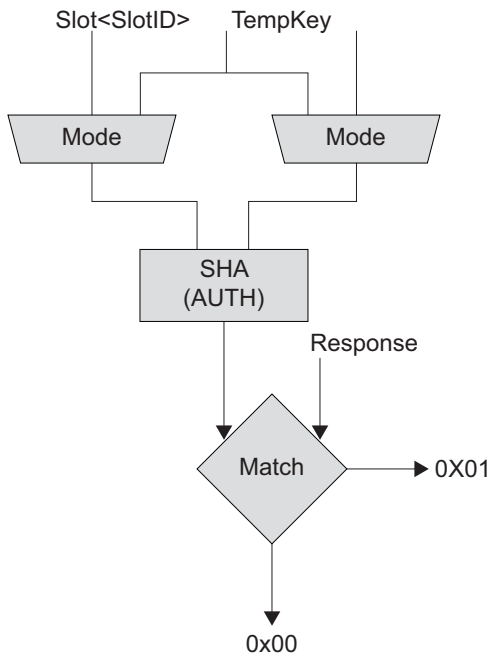 Slot<SlotID> TempKey
Mode
Mode
SHA
(AUTH)
Response
Match
0X01
0x00